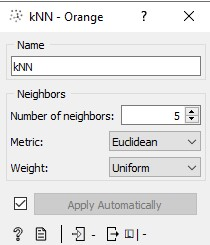 kNN - Orange ? ×
Name
kNN
Neighbors
Number of neighbors: 5
Metric: Euclidean
Weight: Uniform
Apply Automatically
? - | -